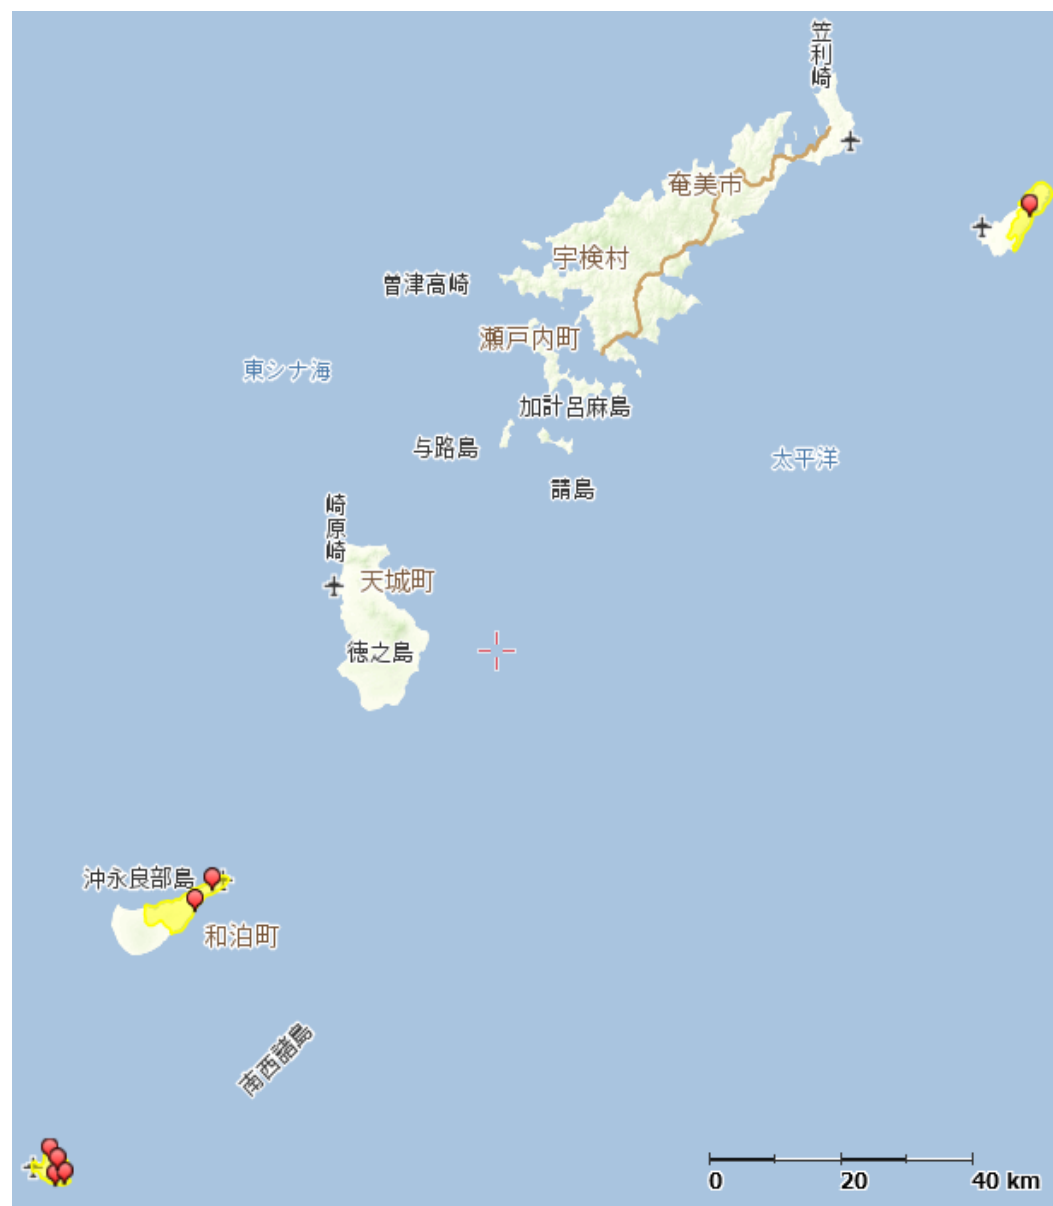 笠利崎
奄美市
宇検村
曽津高崎
瀬戸内町
東シナ海
加計呂麻島
与路島
太平洋
請島
崎原崎
天城町
徳之島
沖永良部島
和泊町
南西諸島
0 20 40 km